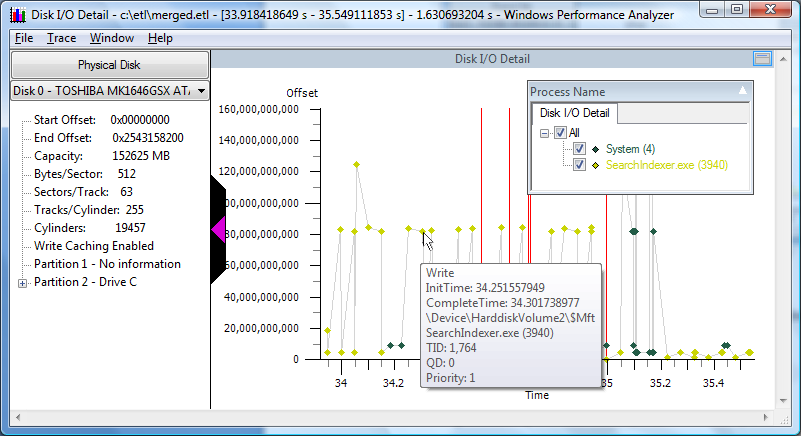 Disk I/O Detail - c:\etl\merged.etl - [33.918418649 s - 35.549111853 s] - 1.630693204 s - Windows Performance Analyzer
File Trace Window Help
Physical Disk
Disk 0 - TOSHIBA MK1646GSX AT
Start Offset: 0x00000000
End Offset: 0x2543158200
Capacity: 152625 MB
Bytes/Sector: 512
Sectors/Track: 63
Tracks/Cylinder: 255
Cylinders: 19457
Write Caching Enabled
Partition 1 - No information
Partition 2 - Drive C
Disk I/O Detail
Offset
160,000,000,000
140,000,000,000
120,000,000,000
100,000,000,000
80,000,000,000
60,000,000,000
40,000,000,000
20,000,000,000
0
34 34.2 35 35.2 35.4
Time
Process Name
Disk I/O Detail
All
System (4)
SearchIndexer.exe (3940)
Write
InitTime: 34.251557949
CompleteTime: 34.301738977
\Device\HarddiskVolume2\$Mft
SearchIndexer.exe (3940)
TID: 1,764
QD: 0
Priority: 1